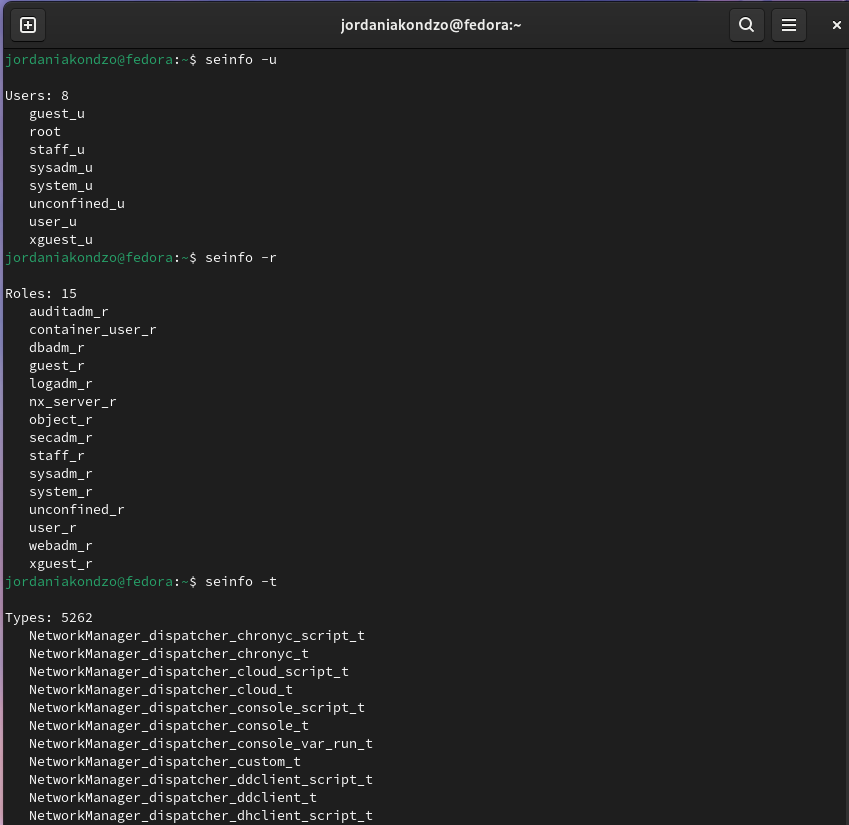 jordaniakondzo@fedora:~
jordaniakondzo@fedora:~$ seinfo -u
Users: 8
guest_u
root
staff_u
sysadm_u
system_u
unconfined_u
user_u
xguest_u
jordaniakondzo@fedora:~$ seinfo -r
Roles: 15
auditadm_r
container_user_r
dbadm_r
guest_r
logadm_r
nx_server_r
object_r
secadm_r
staff_r
sysadm_r
system_r
unconfined_r
user_r
webadm_r
xguest_r
jordaniakondzo@fedora:~$ seinfo -t
Types: 5262
NetworkManager_dispatcher_chronyc_script_t
NetworkManager_dispatcher_chronyc_t
NetworkManager_dispatcher_cloud_script_t
NetworkManager_dispatcher_cloud_t
NetworkManager_dispatcher_console_script_t
NetworkManager_dispatcher_console_t
NetworkManager_dispatcher_console_var_run_t
NetworkManager_dispatcher_custom_t
NetworkManager_dispatcher_ddclient_script_t
NetworkManager_dispatcher_ddclient_t
NetworkManager_dispatcher_dhclient_script_t